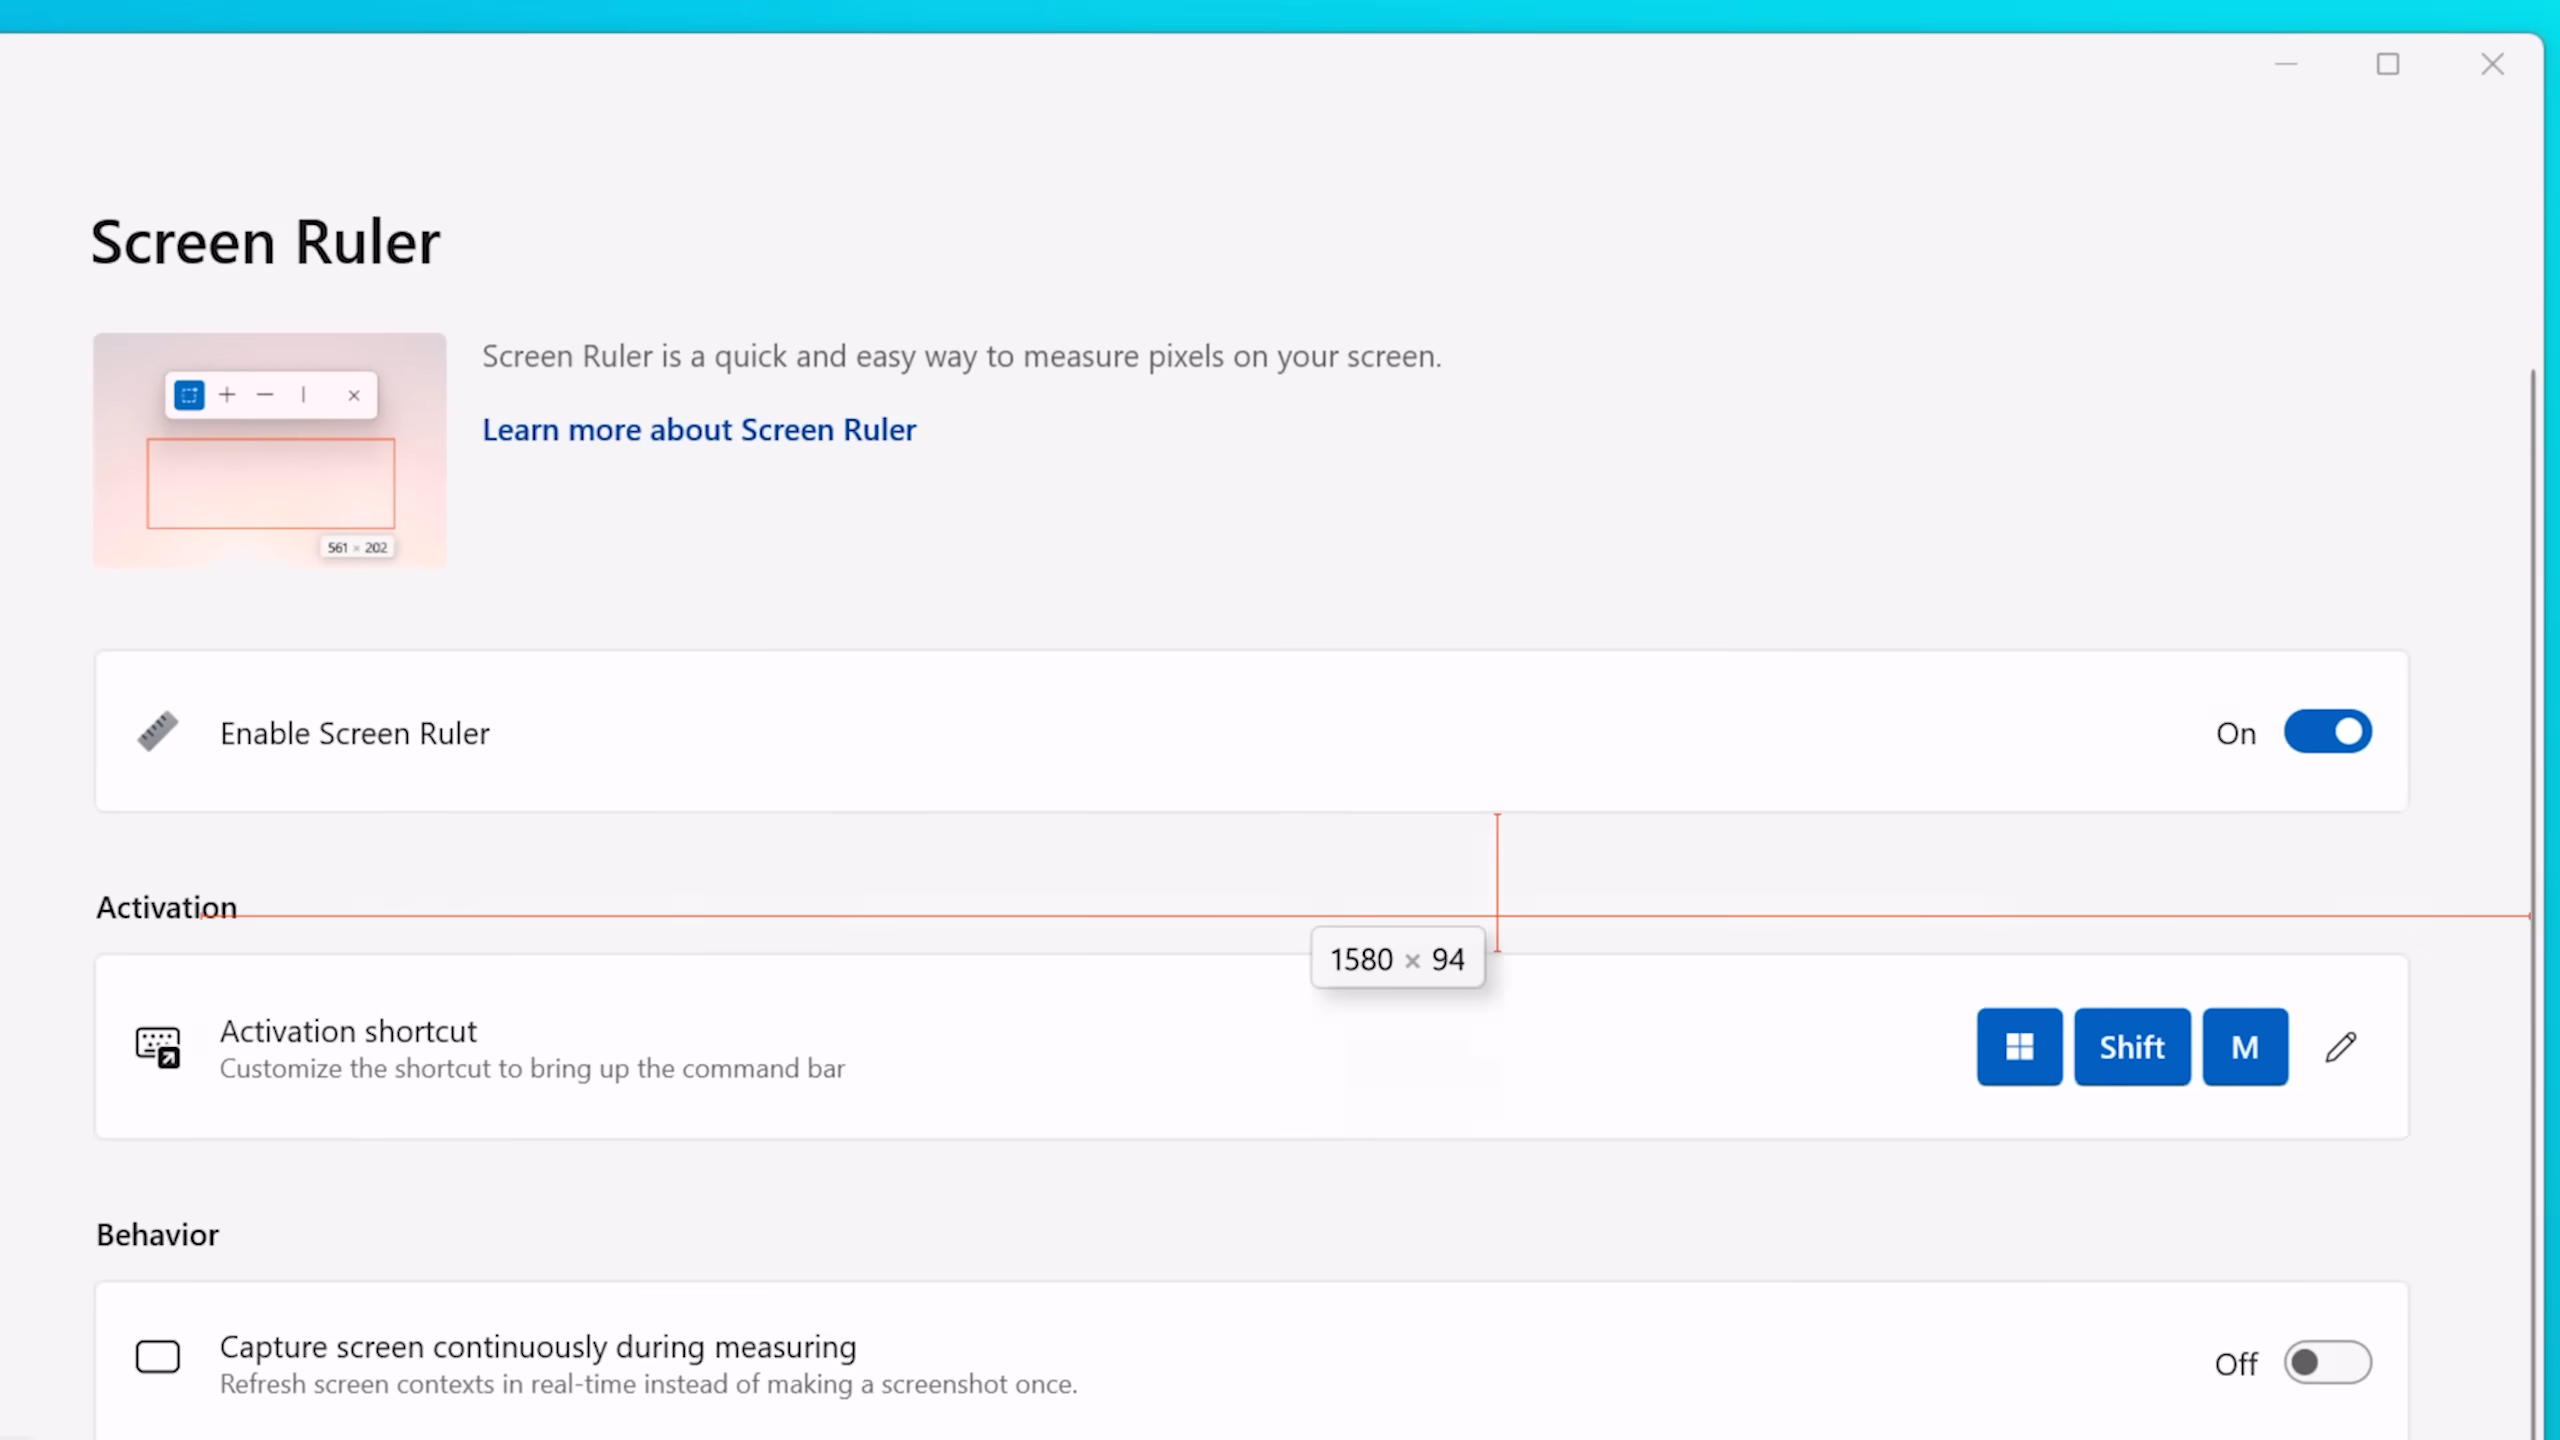 Screen Ruler
Screen Ruler is a quick and easy way to measure pixels on your screen.
Learn more about Screen Ruler
561 × 202
Enable Screen Ruler
On
Activation
1580 × 94
Activation shortcut
Customize the shortcut to bring up the command bar
Shift
M
Behavior
Capture screen continuously during measuring
Refresh screen contexts in real-time instead of making a screenshot once.
Off